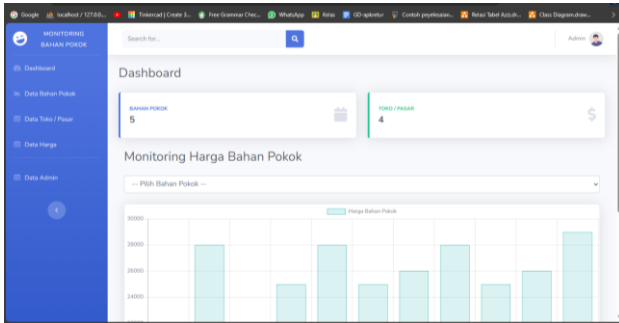 Google
localhost / 127.0.0...
Tinkercad | Create 3...
Free Grammar Chec...
WhatsApp
Kelas
Contoh penyelesaian...
Relasi Tabel Azizah...
Class Diagram.draw...
MONITORING
BAHAN POKOK
Search for...
Admin
Dashboard
Data Bahan Pokok
Data Toko / Pasar
Data Harga
Data Admin
Dashboard
BAHAN POKOK
5
TOKO / PASAR
4
Monitoring Harga Bahan Pokok
-- Pilih Bahan Pokok --
Harga Bahan Pokok
30000
28000
26000
24000